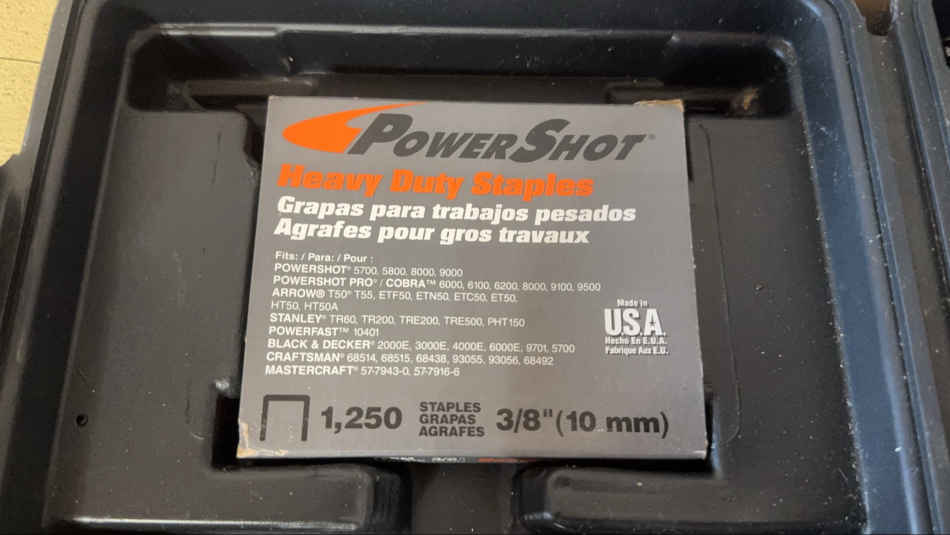 POWERSHOT®
Heavy Duty Staples
Grapas para trabajos pesados
Agrafes pour gros travaux
Fits: / Para: / Pour :
POWERSHOT® 5700, 5800, 8000, 9000
POWERSHOT PRO® / COBRA™ 6000, 6100, 6200, 8000, 9100, 9500
ARROW® T50® T55, ETF50, ETN50, ETC50, ET50,
HT50, HT50A
STANLEY® TR60, TR200, TRE200, TRE500, PHT150
POWERFAST™ 10401
BLACK & DECKER® 2000E, 3000E, 4000E, 6000E, 9701, 5700
CRAFTSMAN® 68514, 68515, 68438, 93055, 93056, 68492
MASTERCRAFT® 57-7943-0, 57-7916-6
Made in
U.S.A.
Hecho En E.U.A.
Fabrique Aux E.U.
1,250
STAPLES
GRAPAS
AGRAFES
3/8" (10 mm)